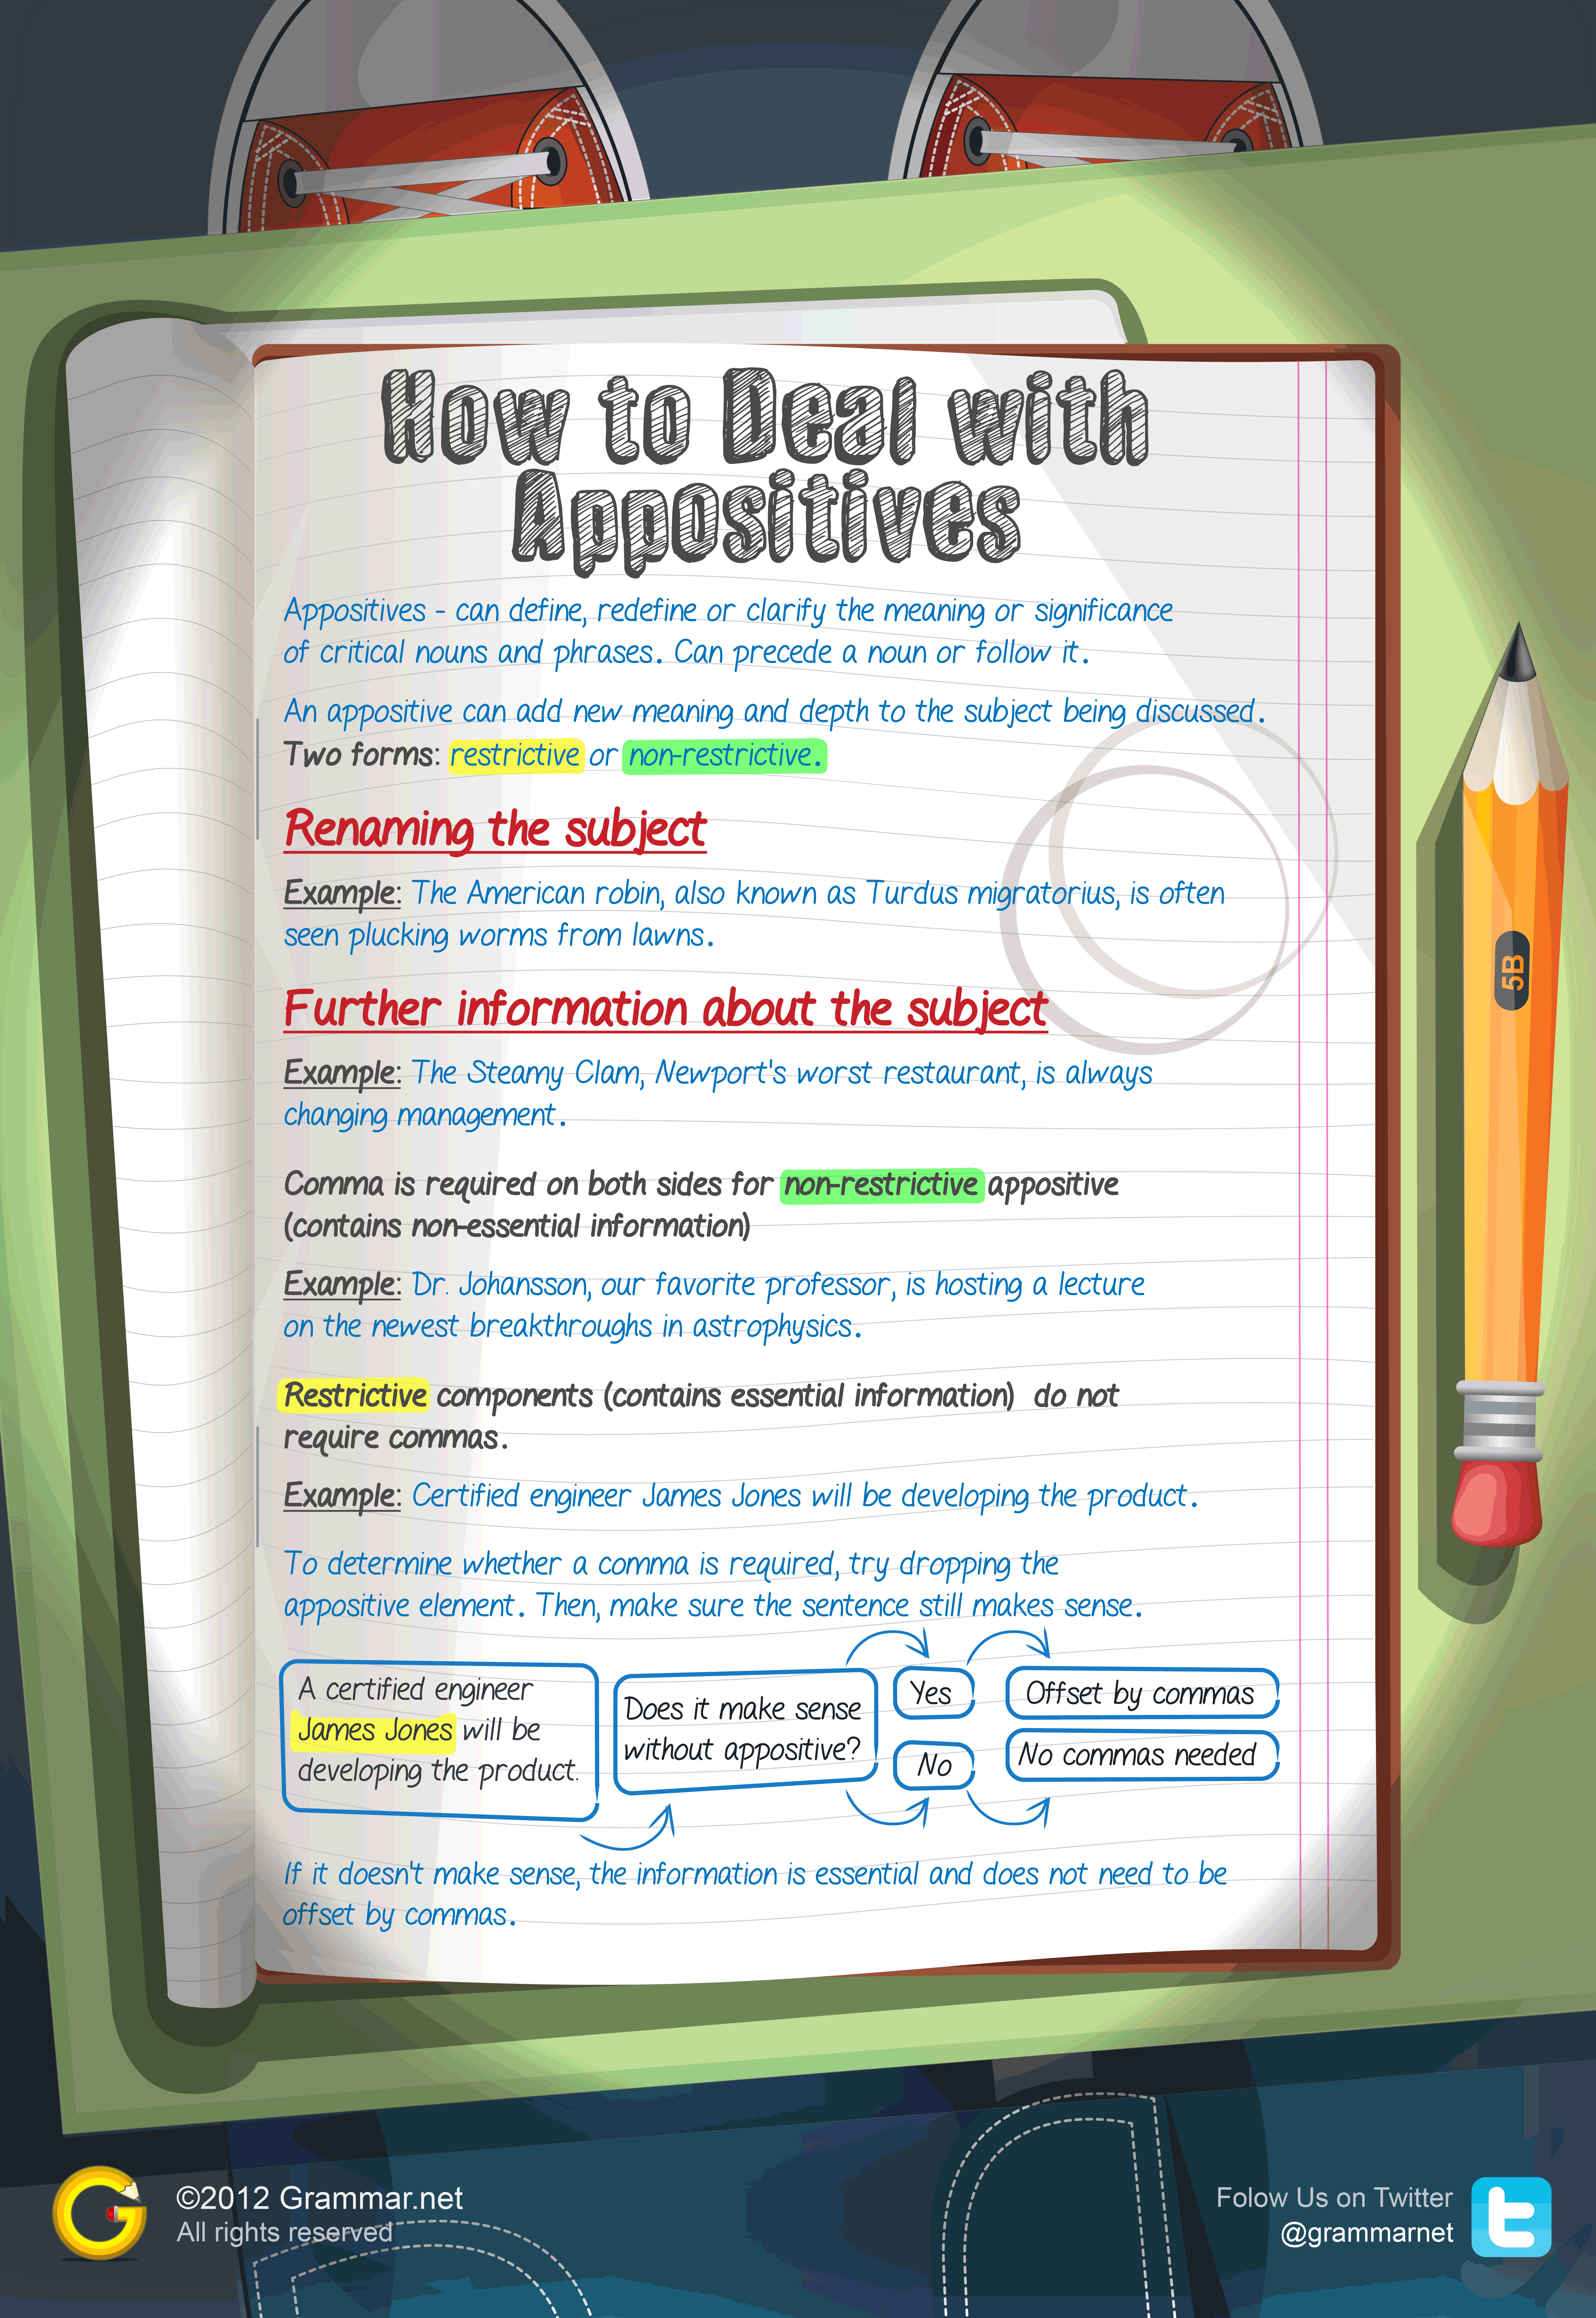 How to Deal with
Appositives
Appositives - can define, redefine or clarify the meaning or significance
of critical nouns and phrases. Can precede a noun or follow it.
An appositive can add new meaning and depth to the subject being discussed.
Two forms: restrictive or non-restrictive.
Renaming the subject
Example: The American robin, also known as Turdus migratorius, is often
seen plucking worms from lawns.
Further information about the subject
Example: The Steamy Clam, Newport's worst restaurant, is always
changing management.
Comma is required on both sides for non-restrictive appositive
(contains non-essential information)
Example: Dr. Johansson, our favorite professor, is hosting a lecture
on the newest breakthroughs in astrophysics.
Restrictive components (contains essential information) do not
require commas.
Example: Certified engineer James Jones will be developing the product.
To determine whether a comma is required, try dropping the
appositive element. Then, make sure the sentence still makes sense.
A certified engineer
James Jones will be
developing the product.
Does it make sense
without appositive?
Yes
No
Offset by commas
No commas needed
If it doesn't make sense, the information is essential and does not need to be
offset by commas.
5B
©2012 Grammar.net
All rights reserved
Folow Us on Twitter
@grammarnet